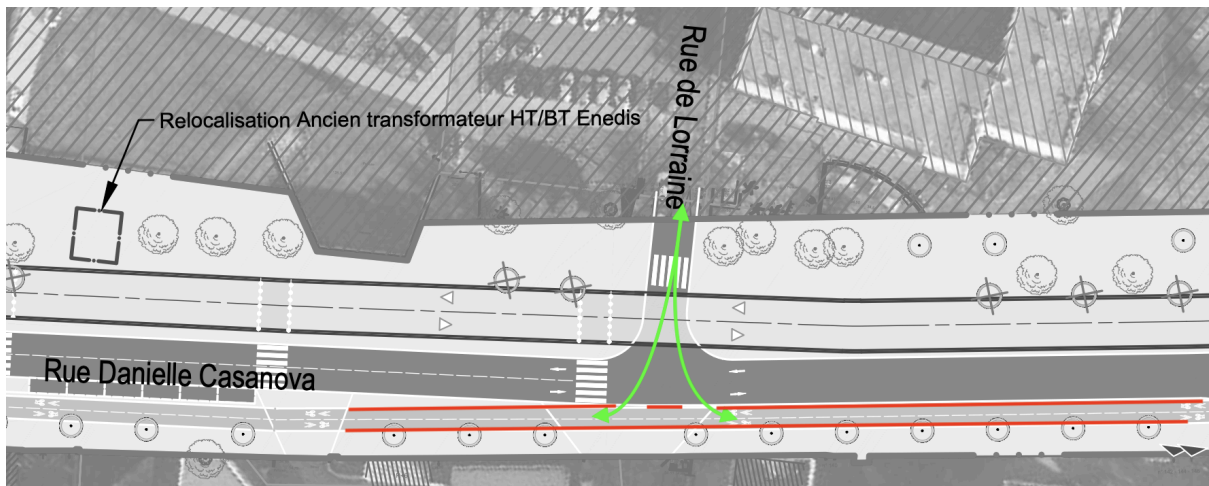 Rue de Lorraine
Relocalisation Ancien transformateur HT/BT Enedis
Rue Danielle Casanova